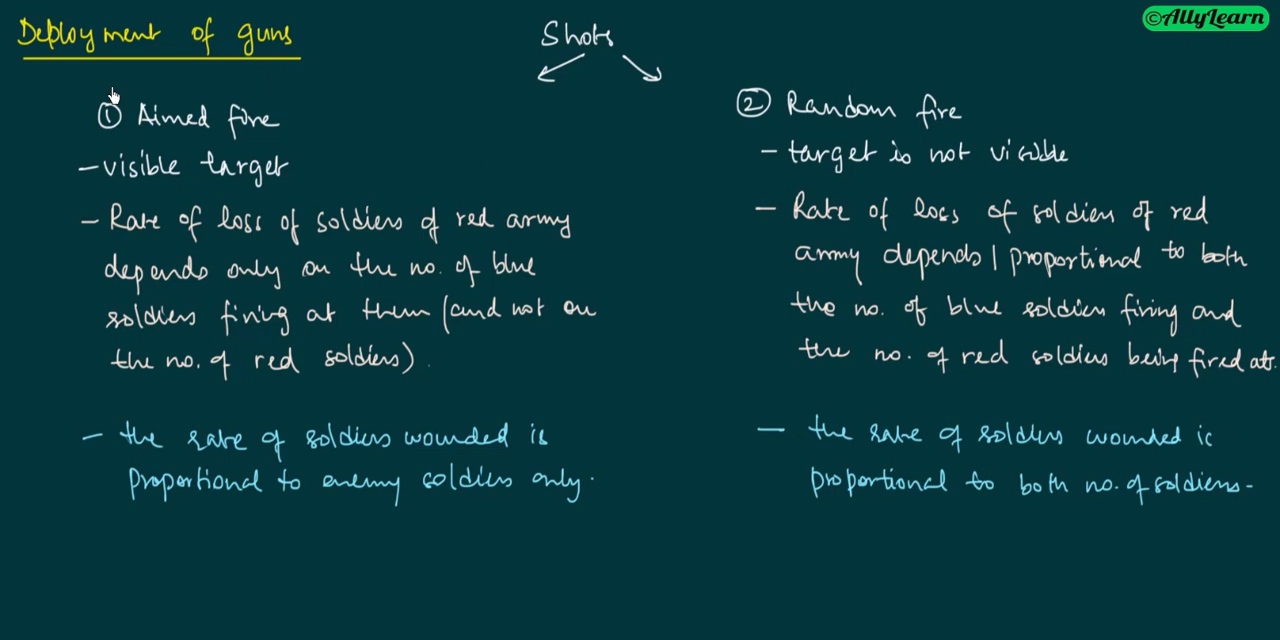 Deployment of guns
©AllyLearn
Shots
① Aimed fire
- visible target
- Rate of loss of soldiers of red army
depends only on the no. of blue
soldiers firing at them (and not on
the no. of red soldiers).
- the rate of soldiers wounded is
proportional to enemy soldiers only.
② Random fire
- target is not visible
- Rate of loss of soldiers of red
army depends | proportional to both
the no. of blue soldiers firing and
the no. of red soldiers being fired at.
- the rate of soldiers wounded is
proportional to both no. of soldiers -